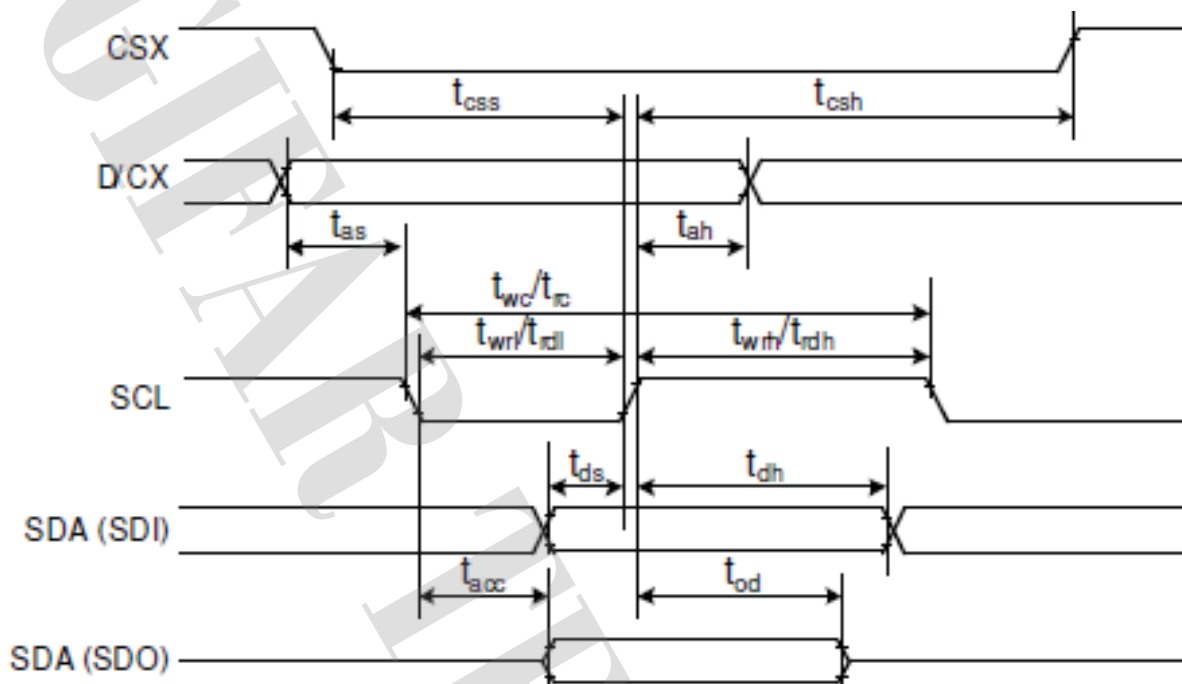 CSX
tcss
tcsh
D/CX
tas
tah
twc/trc
twrl/trdl
twrh/trdh
SCL
tds
tdh
SDA (SDI)
tacc
tod
SDA (SDO)